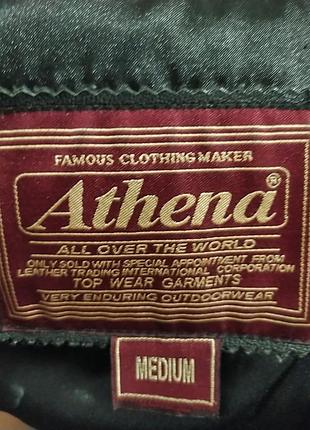 FAMOUS CLOTHING MAKER
Athena®
ALL OVER THE WORLD
ONLY SOLD WITH SPECIAL APPOINTMENT FROM
LEATHER TRADING INTERNATIONAL CORPORATION
TOP WEAR GARMENTS
VERY ENDURING OUTDOORWEAR
MEDIUM